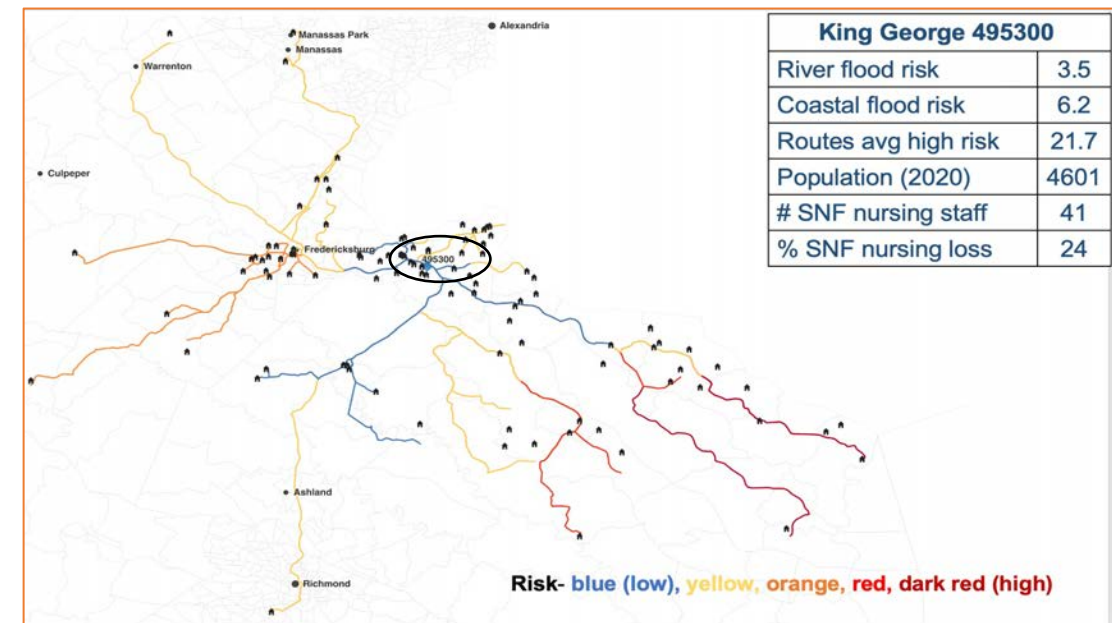 Alexandria
Manassas Park
Manassas
Warrenton
Culpeper
Fredericksburg
495300
Ashland
Richmond
King George 495300
River flood risk 3.5
Coastal flood risk 6.2
Routes avg high risk 21.7
Population (2020) 4601
# SNF nursing staff 41
% SNF nursing loss 24
Risk- blue (low), yellow, orange, red, dark red (high)